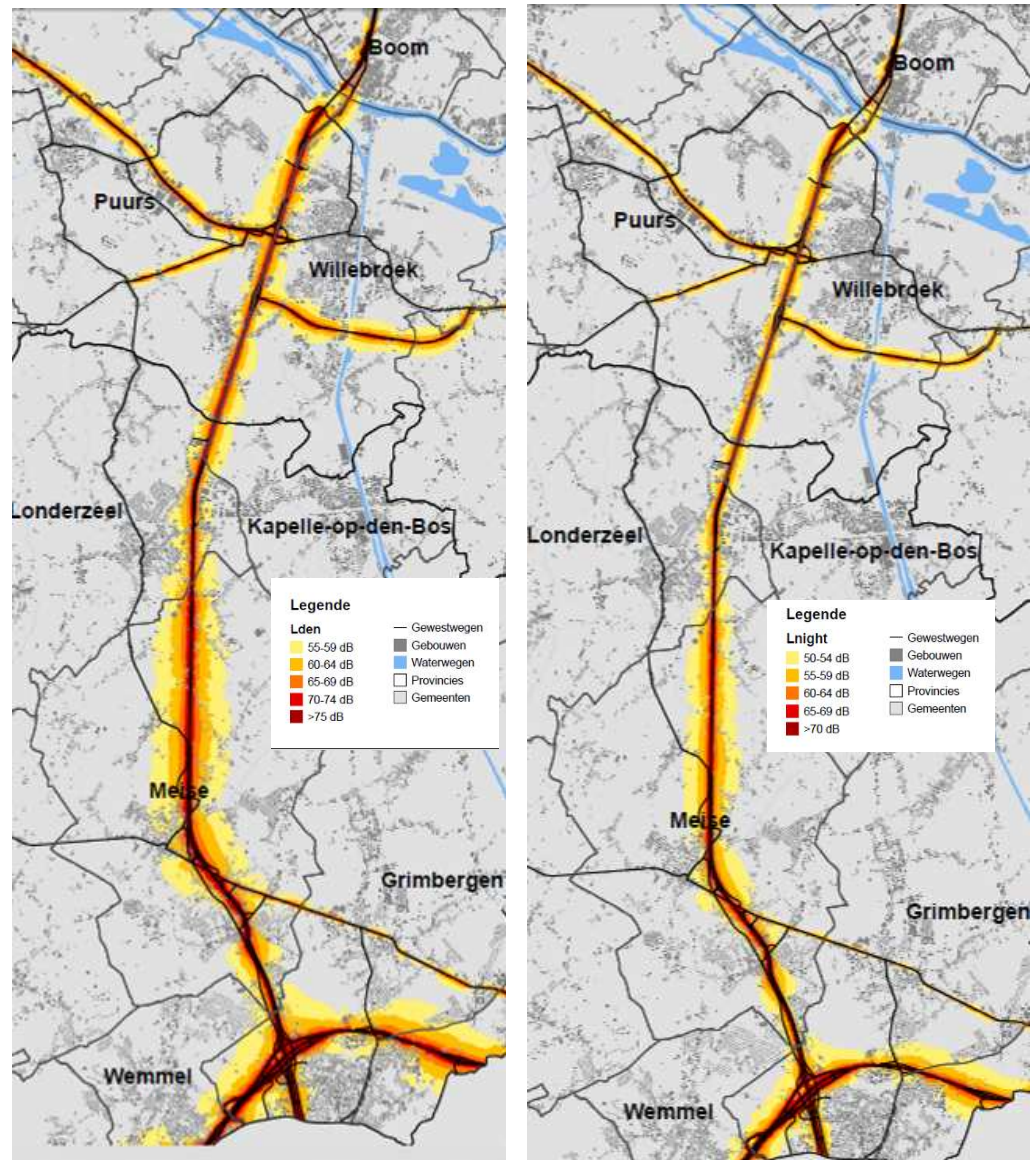 Boom
Puurs
Willebroek
Londerzeel
Kapelle-op-den-Bos
Legende
Lden
55-59 dB
60-64 dB
65-69 dB
70-74 dB
>75 dB
Gewestwegen
Gebouwen
Waterwegen
Provincies
Gemeenten
Meise
Grimbergen
Wemmel
Boom
Puurs
Willebroek
Londerzeel
Kapelle-op-den-Bos
Legende
Lnight
50-54 dB
55-59 dB
60-64 dB
65-69 dB
>70 dB
Gewestwegen
Gebouwen
Waterwegen
Provincies
Gemeenten
Meise
Grimbergen
Wemmel